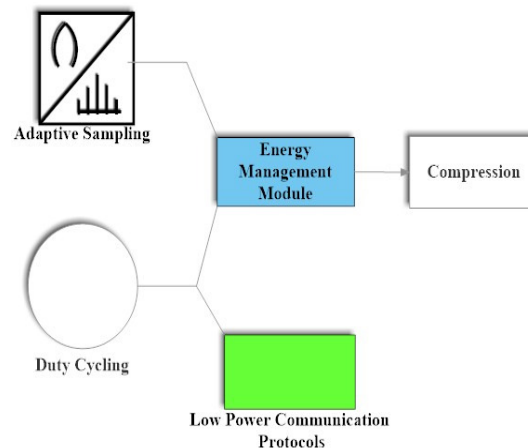 Adaptive Sampling
Energy
Management
Module
Compression
Duty Cycling
Low Power Communication
Protocols